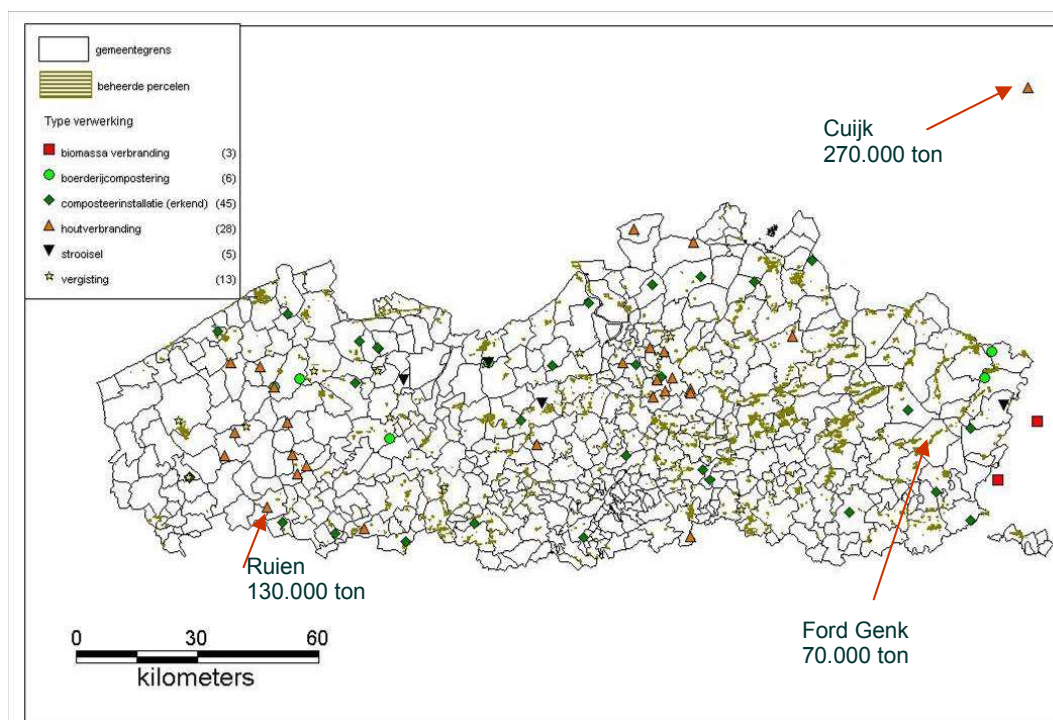 gemeentegrens
beheerde percelen
Type verwerking
biomassa verbranding (3)
boerderijcompostering (6)
composteerinstallatie (erkend) (45)
houtverbranding (28)
strooisel (5)
vergisting (13)
Cuijk
270.000 ton
Ruien
130.000 ton
Ford Genk
70.000 ton
0 30 60
kilometers